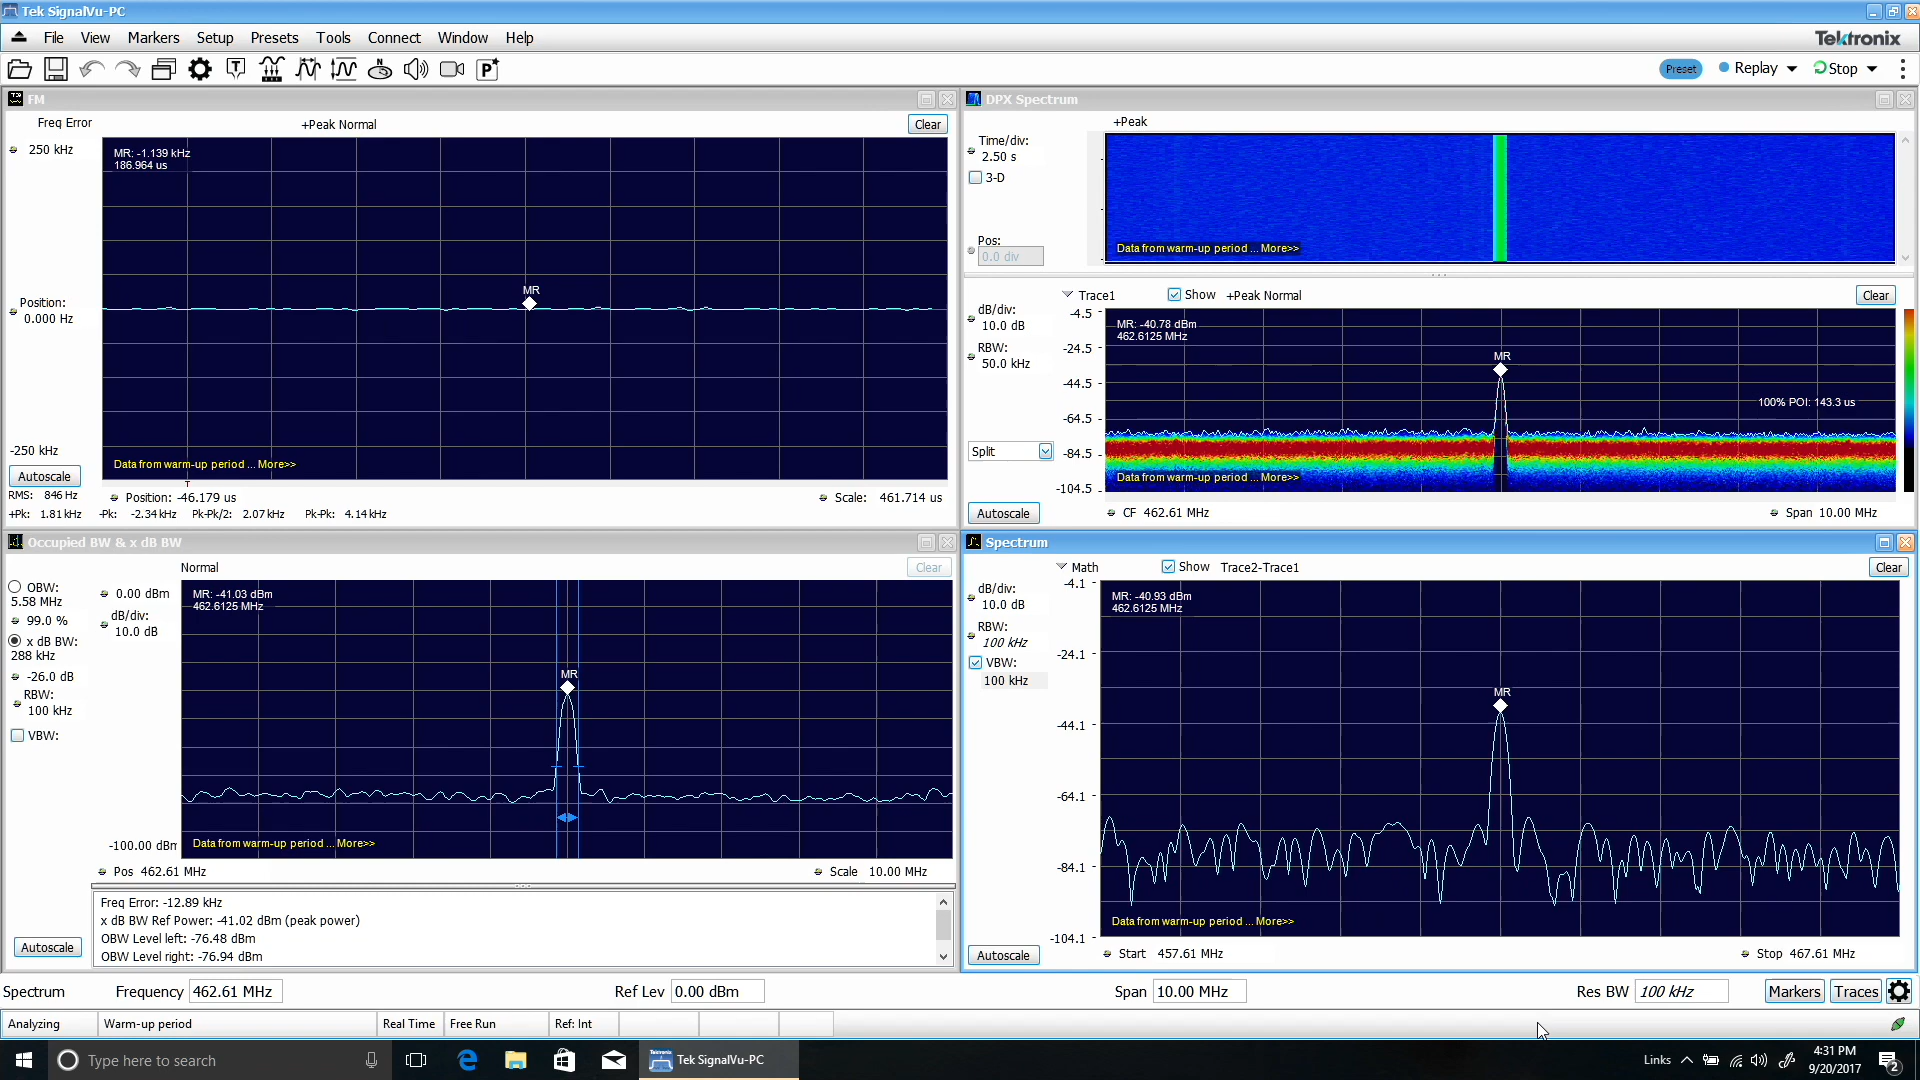 Tek SignalVu-PC
File View Markers Setup Presets Tools Connect Window Help
Tektronix
Preset Replay Stop
FM
Freq Error
+Peak Normal
Clear
250 kHz
MR: -1.139 kHz
186.964 us
MR
Position:
0.000 Hz
-250 kHz
Autoscale
Data from warm-up period ... More>>
T
RMS: 846 Hz
Position: -46.179 us
Scale: 461.714 us
+Pk: 1.81 kHz -Pk: -2.34 kHz Pk-Pk/2: 2.07 kHz Pk-Pk: 4.14 kHz
DPX Spectrum
+Peak
Time/div:
2.50 s
3-D
Pos:
0.0 div
Data from warm-up period ... More>>
Trace1 Show +Peak Normal
Clear
dB/div:
10.0 dB
RBW:
50.0 kHz
-4.5
-24.5
-44.5
-64.5
-84.5
-104.5
MR: -40.78 dBm
462.6125 MHz
MR
100% POI: 143.3 us
Split
Data from warm-up period ... More>>
Autoscale
CF 462.61 MHz
Span 10.00 MHz
Occupied BW & x dB BW
Normal
Clear
OBW:
5.58 MHz
99.0 %
x dB BW:
288 kHz
-26.0 dB
RBW:
100 kHz
VBW:
0.00 dBm
dB/div:
10.0 dB
-100.00 dBm
MR: -41.03 dBm
462.6125 MHz
MR
Data from warm-up period ... More>>
Pos 462.61 MHz
Scale 10.00 MHz
Freq Error: -12.89 kHz
x dB BW Ref Power: -41.02 dBm (peak power)
OBW Level left: -76.48 dBm
OBW Level right: -76.94 dBm
Autoscale
Spectrum
Math Show Trace2-Trace1
Clear
dB/div:
10.0 dB
RBW:
100 kHz
VBW:
100 kHz
-4.1
-24.1
-44.1
-64.1
-84.1
-104.1
MR: -40.93 dBm
462.6125 MHz
MR
Data from warm-up period ... More>>
Autoscale
Start 457.61 MHz
Stop 467.61 MHz
Spectrum Frequency 462.61 MHz Ref Lev 0.00 dBm Span 10.00 MHz Res BW 100 kHz Markers Traces
Analyzing Warm-up period Real Time Free Run Ref: Int
Type here to search
Tek SignalVu-PC
Links
4:31 PM
9/20/2017
2